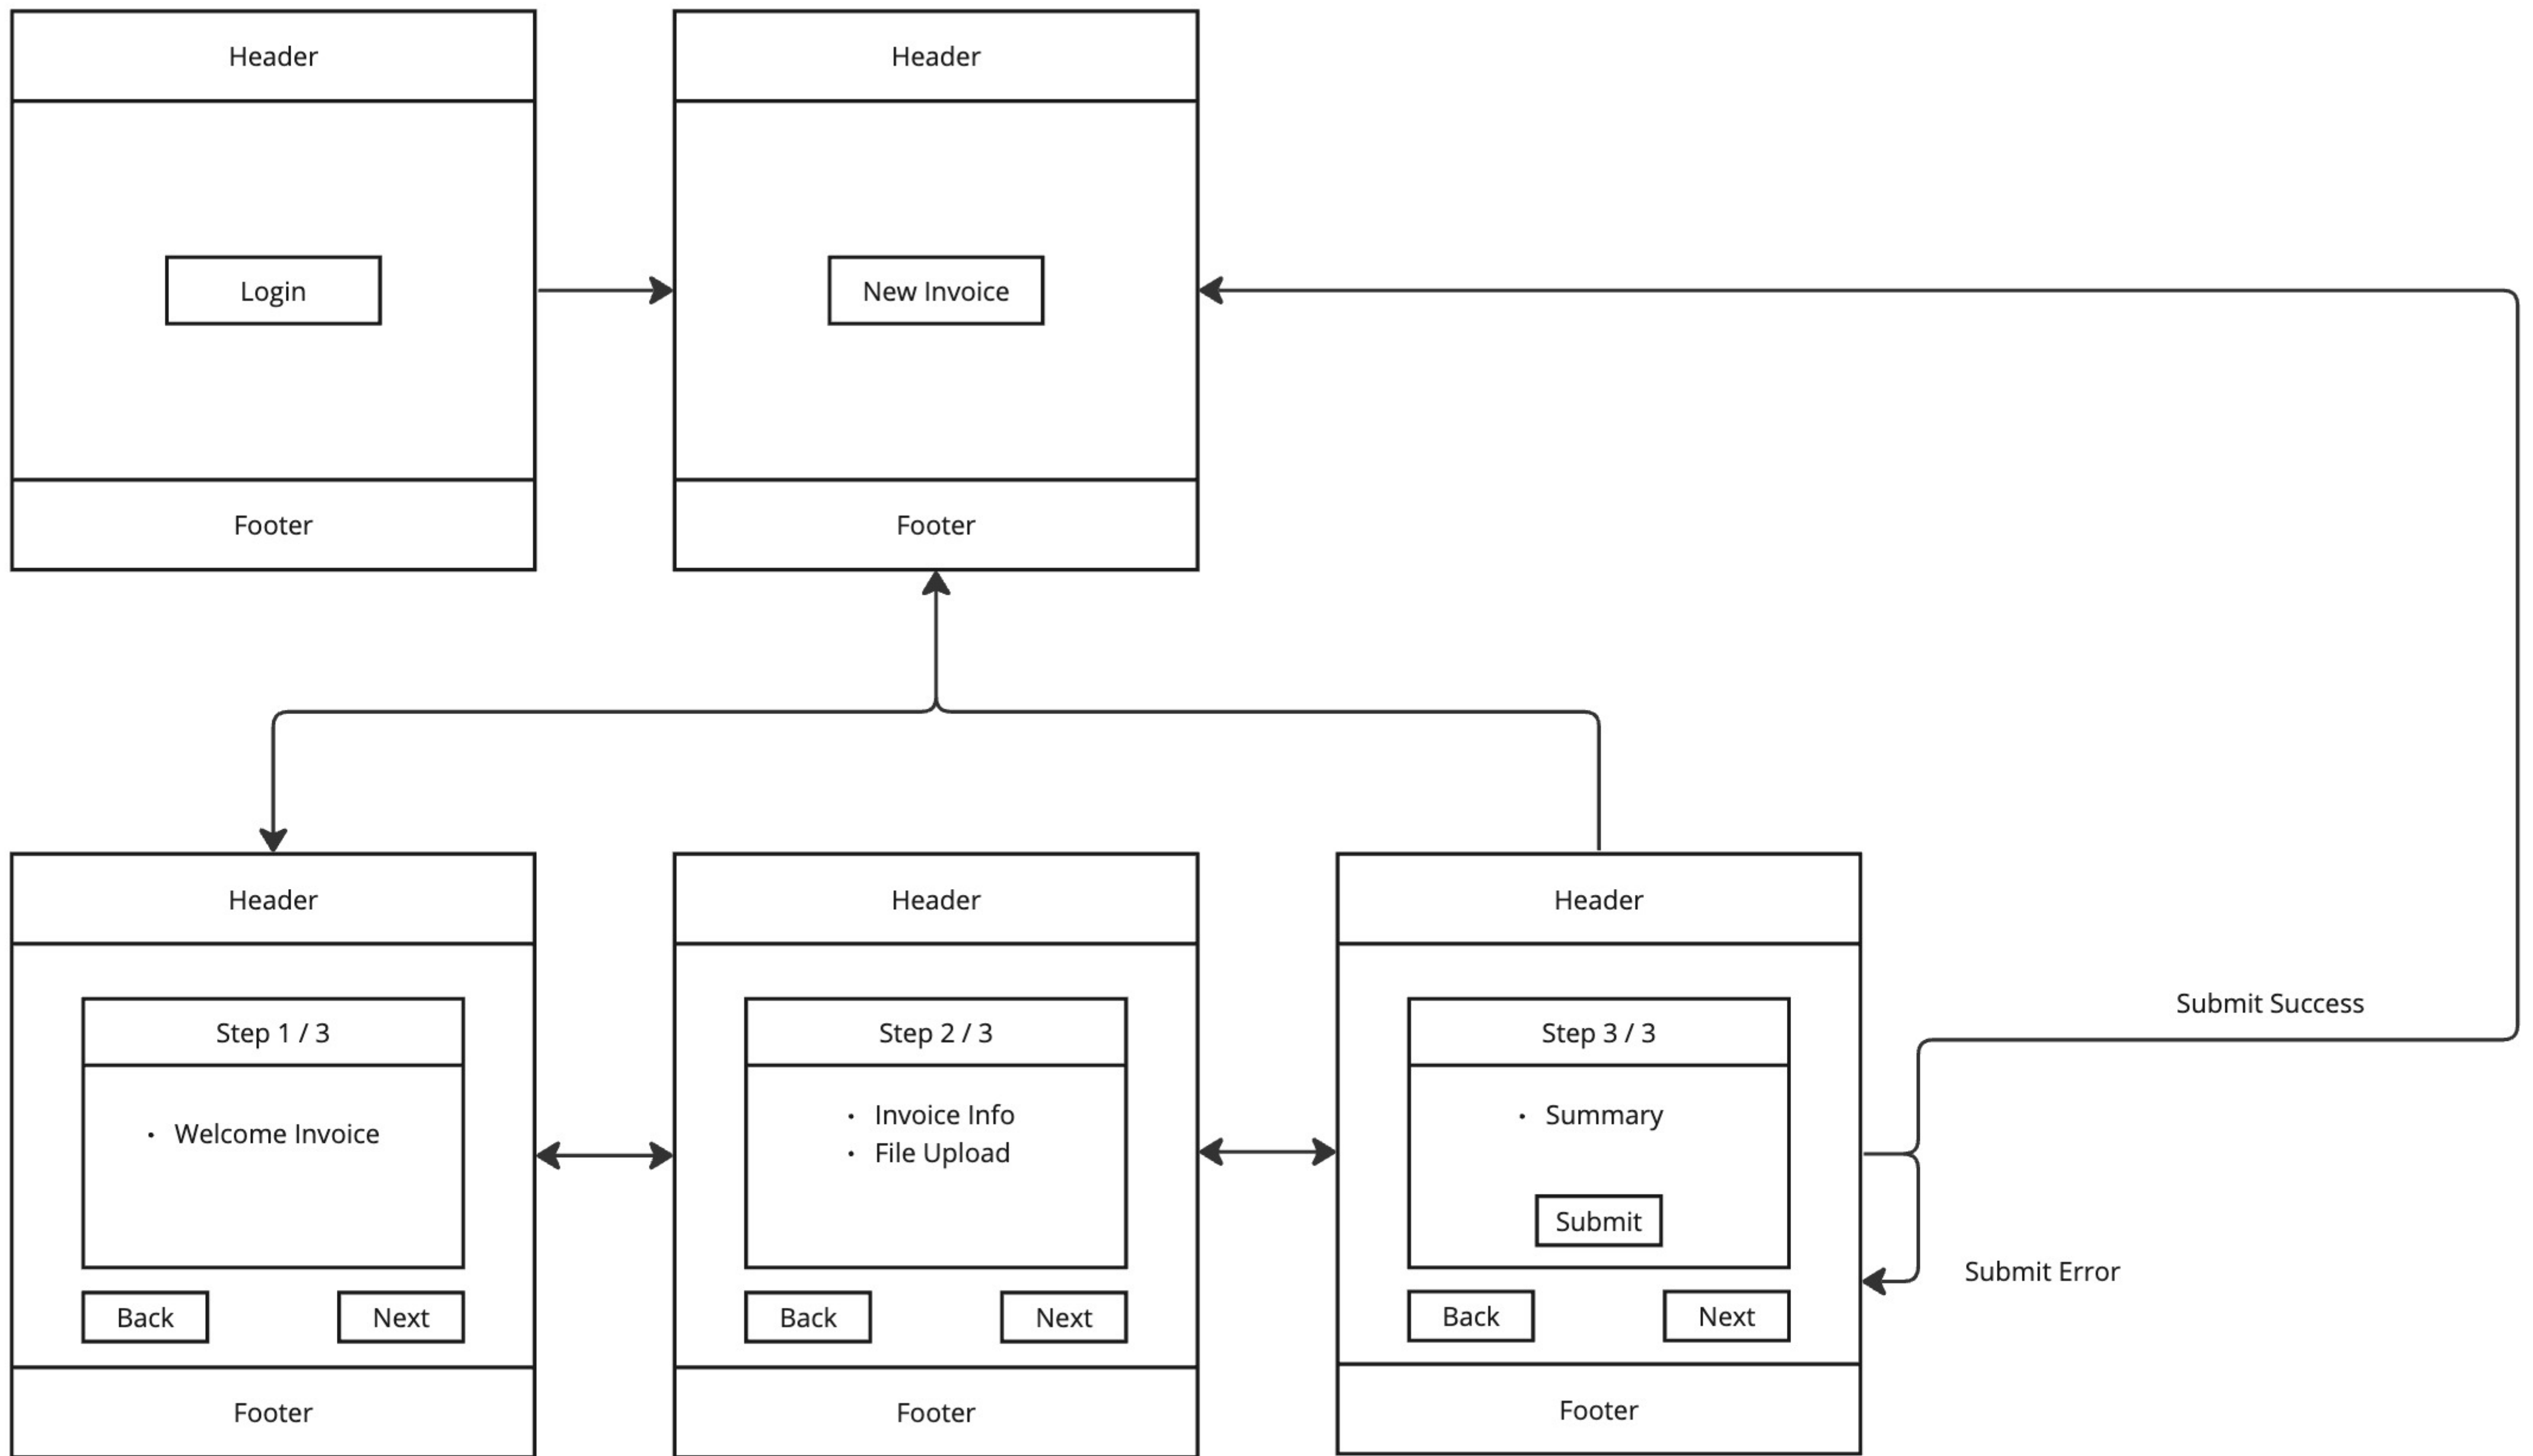 Header
Login
Footer
Header
New Invoice
Footer
Header
Step 1 / 3
• Welcome Invoice
Back
Next
Footer
Header
Step 2 / 3
• Invoice Info
• File Upload
Back
Next
Footer
Header
Step 3 / 3
• Summary
Submit
Back
Next
Footer
Submit Success
Submit Error